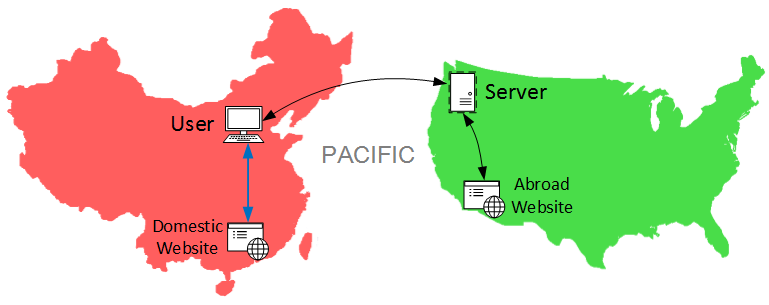 User
Server
PACIFIC
Domestic
Website
Abroad
Website